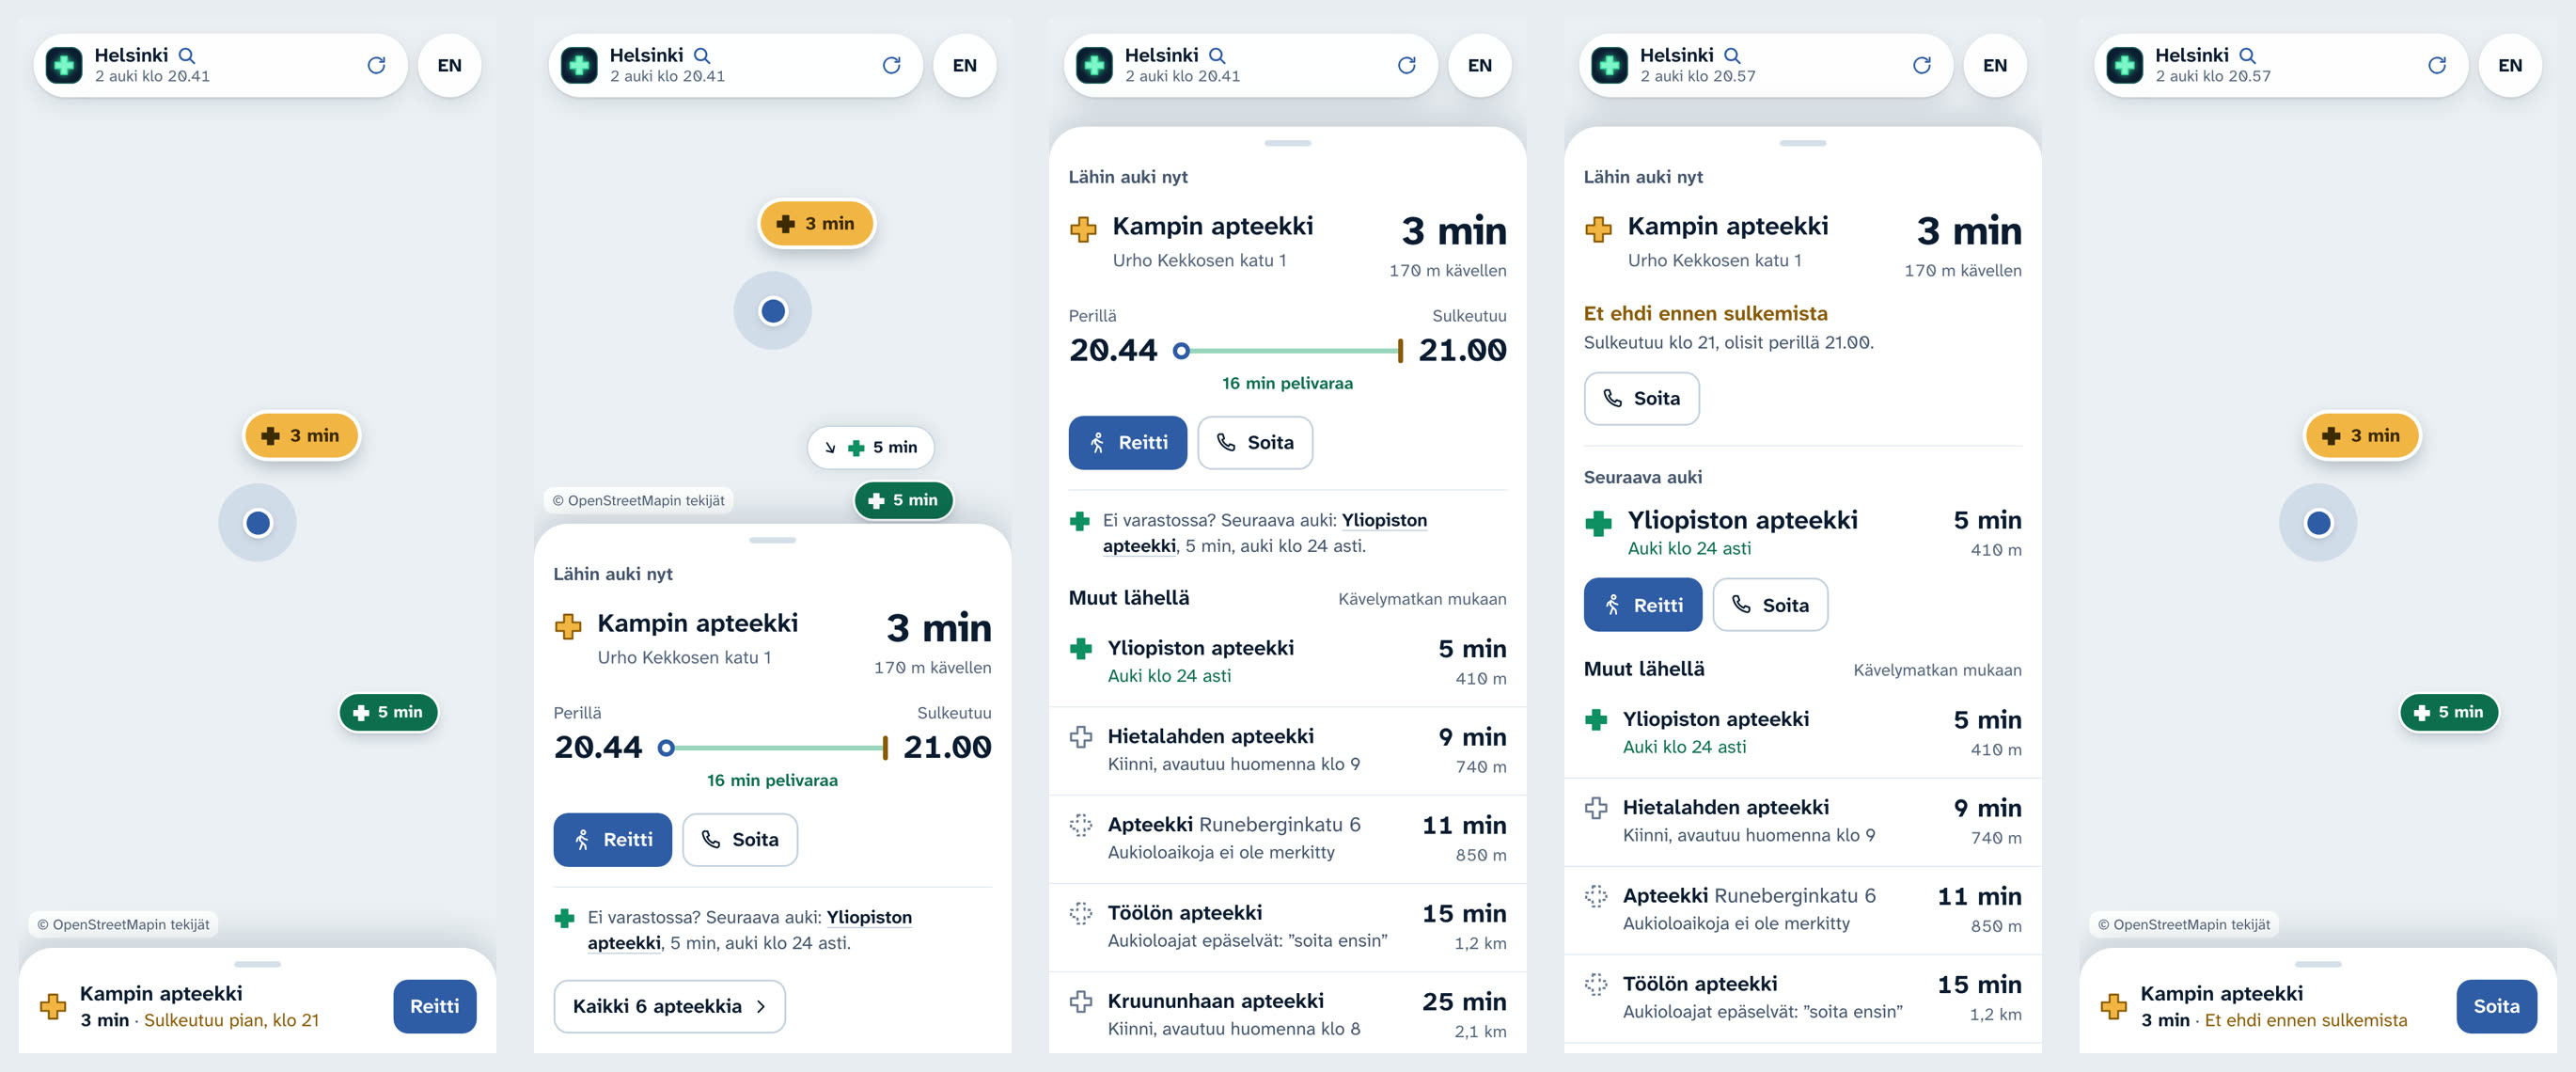 Helsinki
2 auki klo 20.41
EN
3 min
5 min
© OpenStreetMapin tekijät
Kampin apteekki
3 min · Sulkeutuu pian, klo 21
Reitti
Helsinki
2 auki klo 20.41
EN
3 min
5 min
5 min
© OpenStreetMapin tekijät
Lähin auki nyt
Kampin apteekki
3 min
Urho Kekkosen katu 1
170 m kävellen
Perillä
Sulkeutuu
20.44
21.00
16 min pelivaraa
Reitti
Soita
Ei varastossa? Seuraava auki: Yliopiston
apteekki, 5 min, auki klo 24 asti.
Kaikki 6 apteekkia
Helsinki
2 auki klo 20.41
EN
Lähin auki nyt
Kampin apteekki
3 min
Urho Kekkosen katu 1
170 m kävellen
Perillä
Sulkeutuu
20.44
21.00
16 min pelivaraa
Reitti
Soita
Ei varastossa? Seuraava auki: Yliopiston
apteekki, 5 min, auki klo 24 asti.
Muut lähellä
Kävelymatkan mukaan
Yliopiston apteekki
5 min
Auki klo 24 asti
410 m
Hietalahden apteekki
9 min
Kiinni, avautuu huomenna klo 9
740 m
Apteekki Runeberginkatu 6
11 min
Aukioloaikoja ei ole merkitty
850 m
Töölön apteekki
15 min
Aukioloajat epäselvät: ”soita ensin”
1,2 km
Kruununhaan apteekki
25 min
Kiinni, avautuu huomenna klo 8
2,1 km
Helsinki
2 auki klo 20.57
EN
Lähin auki nyt
Kampin apteekki
3 min
Urho Kekkosen katu 1
170 m kävellen
Et ehdi ennen sulkemista
Sulkeutuu klo 21, olisit perillä 21.00.
Soita
Seuraava auki
Yliopiston apteekki
5 min
Auki klo 24 asti
410 m
Reitti
Soita
Muut lähellä
Kävelymatkan mukaan
Yliopiston apteekki
5 min
Auki klo 24 asti
410 m
Hietalahden apteekki
9 min
Kiinni, avautuu huomenna klo 9
740 m
Apteekki Runeberginkatu 6
11 min
Aukioloaikoja ei ole merkitty
850 m
Töölön apteekki
15 min
Aukioloajat epäselvät: ”soita ensin”
1,2 km
Helsinki
2 auki klo 20.57
EN
3 min
5 min
© OpenStreetMapin tekijät
Kampin apteekki
3 min · Et ehdi ennen sulkemista
Soita